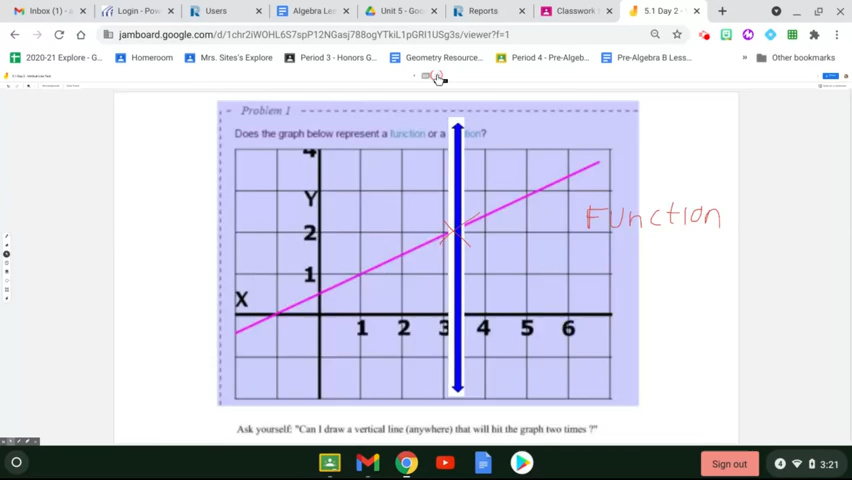 Inbox (1) - a
Login - Pow
Users
Algebra Les
Unit 5 - Goo
Reports
Classwork f
5.1 Day 2 -
jamboard.google.com/d/1chr2iWOHL6S7spP12NGasj788ogYTkiL1pGRI1USg3s/viewer?f=1
2020-21 Explore - G...
Homeroom
Mrs. Sites's Explore
Period 3 - Honors G...
Geometry Resource...
Period 4 - Pre-Algeb...
Pre-Algebra B Less...
»
Other bookmarks
Problem 1
Does the graph below represent a function or a tion?
4
Y
2
Function
1
X
1 2 3 4 5 6
Ask yourself: "Can I draw a vertical line (anywhere) that will hit the graph two times ?"
Sign out
4
3:21